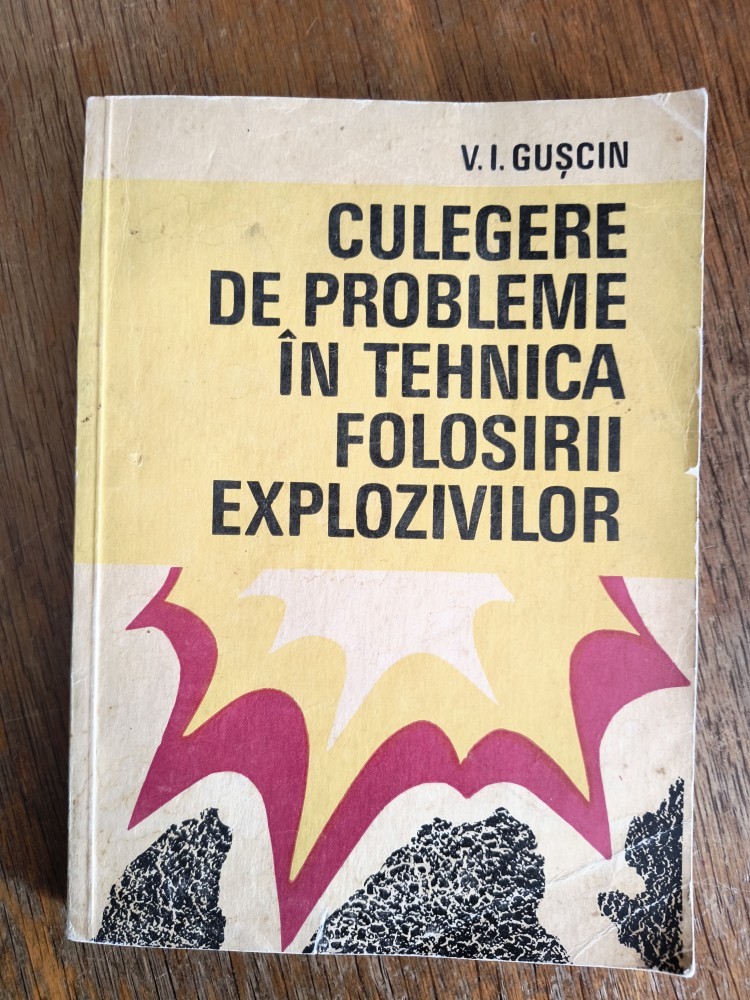 V.I. GUȘCIN
CULEGERE
DE PROBLEME
ÎN TEHNICA
FOLOSIRII
EXPLOZIVILOR